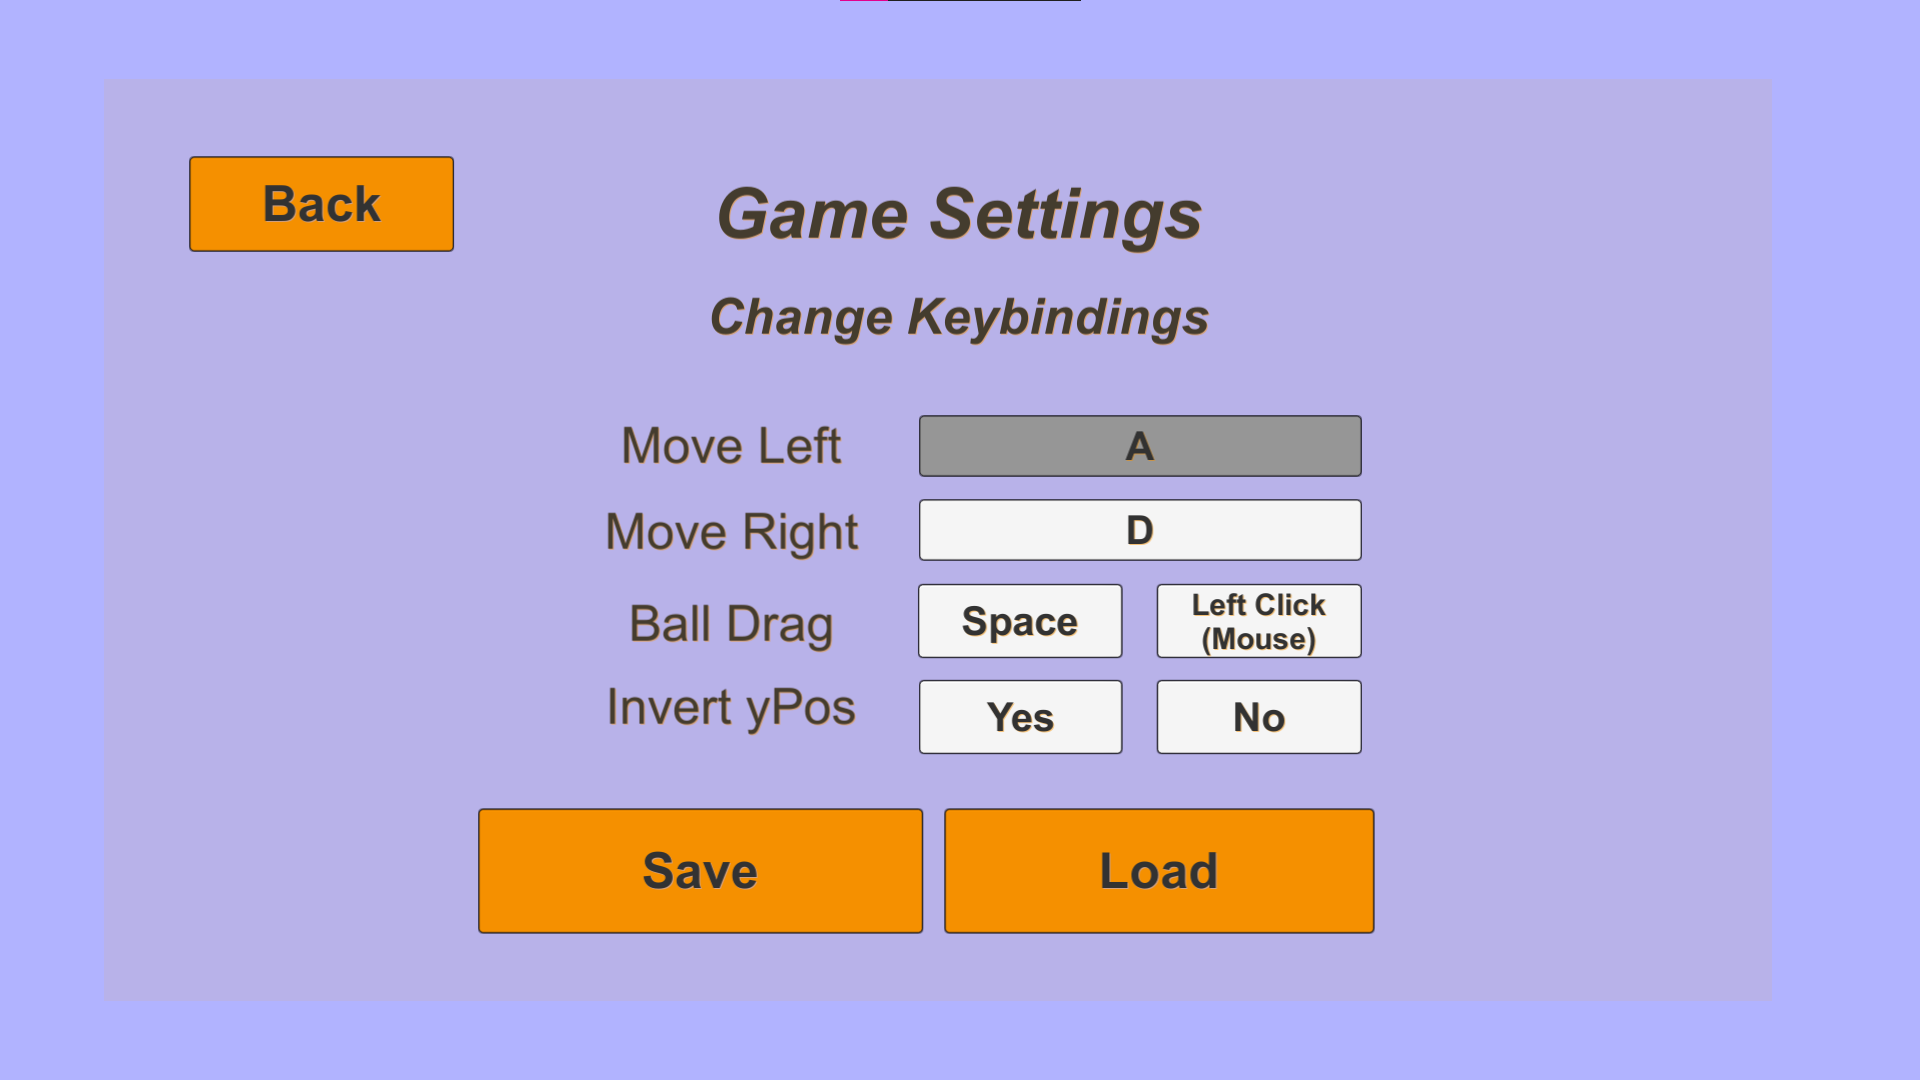 Back
Game Settings
Change Keybindings
Move Left
A
Move Right
D
Ball Drag
Space
Left Click
(Mouse)
Invert yPos
Yes
No
Save
Load